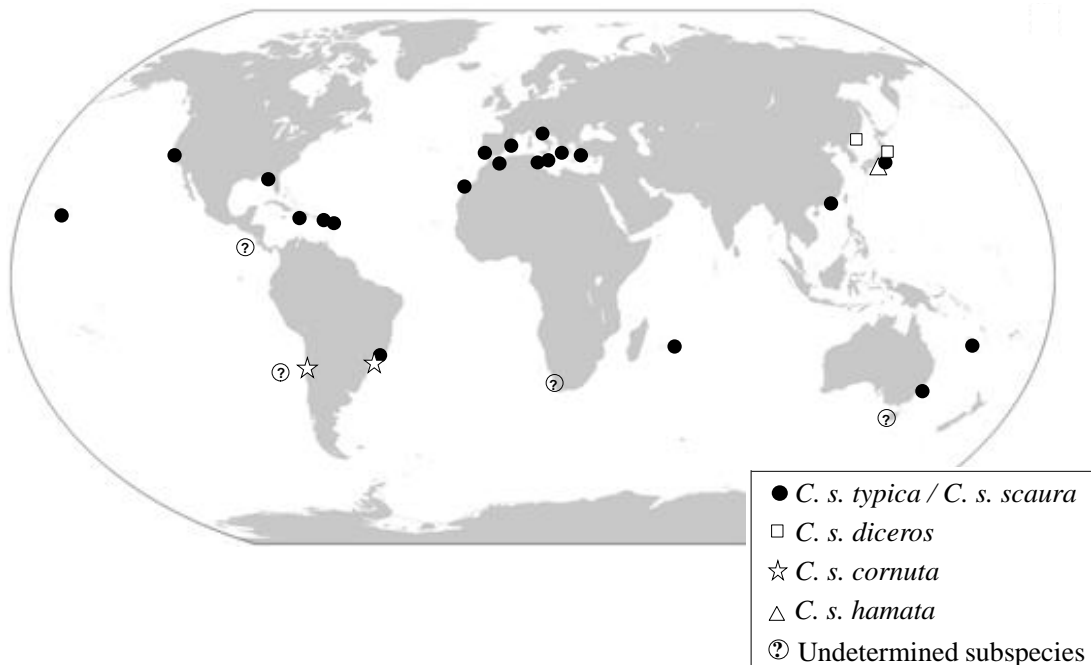 ?
?
?
?
C. s. typica / C. s. scaura
C. s. diceros
C. s. cornuta
C. s. hamata
? Undetermined subspecies